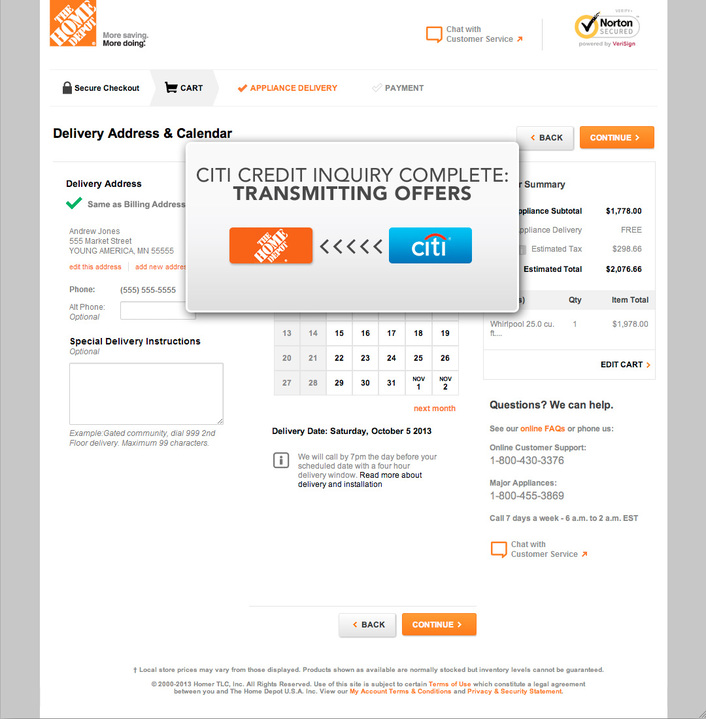 THE HOME DEPOT
More saving.
More doing.
Chat with
Customer Service
Norton
SECURED
powered by VeriSign
Secure Checkout
CART
APPLIANCE DELIVERY
PAYMENT
Delivery Address & Calendar
BACK
CONTINUE
CITI CREDIT INQUIRY COMPLETE:
TRANSMITTING OFFERS
THE HOME DEPOT
citi
Delivery Address
Same as Billing Address
Andrew Jones
555 Market Street
YOUNG AMERICA, MN 55555
edit this address
add new addre
Phone: (555) 555-5555
Alt Phone:
Optional
Special Delivery Instructions
Optional
Example:Gated community, dial 999 2nd
Floor delivery. Maximum 99 characters.
13 14 15 16 17 18 19
20 21 22 23 24 25 26
27 28 29 30 31 NOV 1 NOV 2
next month
Delivery Date: Saturday, October 5 2013
We will call by 7pm the day before your
scheduled date with a four hour
delivery window. Read more about
delivery and installation
r Summary
ppliance Subtotal $1,778.00
ppliance Delivery FREE
Estimated Tax $298.66
Estimated Total $2,076.66
s) Qty Item Total
Whirlpool 25.0 cu. 1 $1,978.00
ft....
EDIT CART
Questions? We can help.
See our online FAQs or phone us:
Online Customer Support:
1-800-430-3376
Major Appliances:
1-800-455-3869
Call 7 days a week - 6 a.m. to 2 a.m. EST
Chat with
Customer Service
BACK
CONTINUE
† Local store prices may vary from those displayed. Products shown as available are normally stocked but inventory levels cannot be guaranteed.
© 2000-2013 Homer TLC, Inc. All Rights Reserved. Use of this site is subject to certain Terms of Use which constitute a legal agreement
between you and The Home Depot U.S.A. Inc. View our My Account Terms & Conditions and Privacy & Security Statement.